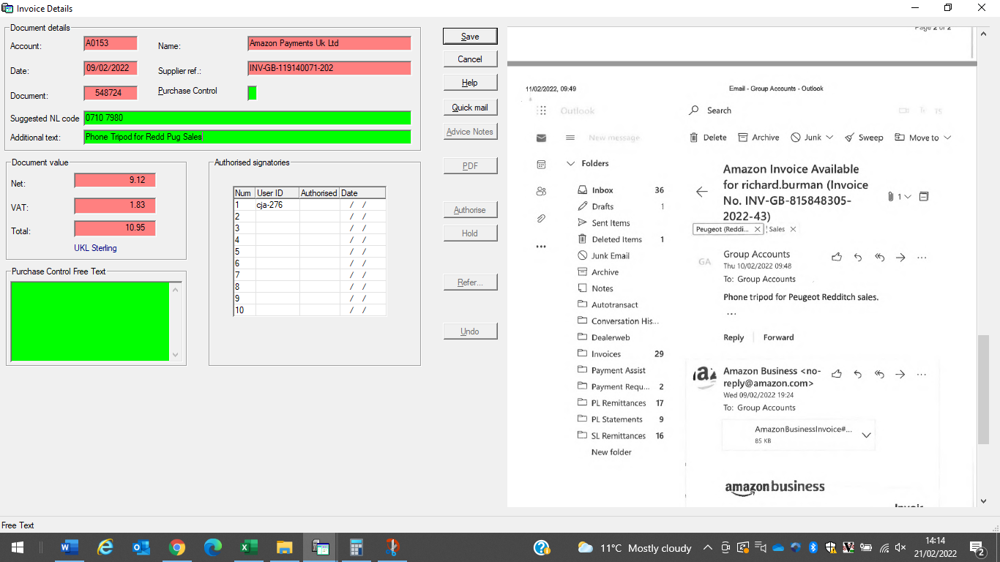 Invoice Details
Document details
Account: A0153 Name: Amazon Payments Uk Ltd
Date: 09/02/2022 Supplier ref.: INV-GB-119140071-202
Document: 548724 Purchase Control
Suggested NL code 0710 7980
Additional text: Phone Tripod for Redd Pug Sales
Document value
Net: 9.12
VAT: 1.83
Total: 10.95
UKL Sterling
Purchase Control Free Text
Authorised signatories
Num User ID Authorised Date
1 cja-276 / /
2 / /
3 / /
4 / /
5 / /
6 / /
7 / /
8 / /
9 / /
10 / /
Save
Cancel
Help
Quick mail
Advice Notes
PDF
Authorise
Hold
Refer...
Undo
Page 2 of 2
11/02/2022, 09:49 Email - Group Accounts - Outlook
Outlook Search
New message Delete Archive Junk Sweep Move to
Folders
Inbox 36
Drafts 1
Sent Items
Deleted Items 1
Junk Email
Archive
Notes
Autotransact
Conversation His...
Dealerweb
Invoices 29
Payment Assist
Payment Requ... 2
PL Remittances 17
PL Statements 9
SL Remittances 16
New folder
Amazon Invoice Available
for richard.burman (Invoice
No. INV-GB-815848305-
2022-43)
1
Peugeot (Reddi... Sales
GA Group Accounts
Thu 10/02/2022 09:48
To: Group Accounts
Phone tripod for Peugeot Redditch sales.
...
Reply Forward
Amazon Business <no-
reply@amazon.com>
Wed 09/02/2022 19:24
To: Group Accounts
AmazonBusinessInvoice#...
85 KB
amazon business
Free Text
11°C Mostly cloudy
14:14
21/02/2022
2